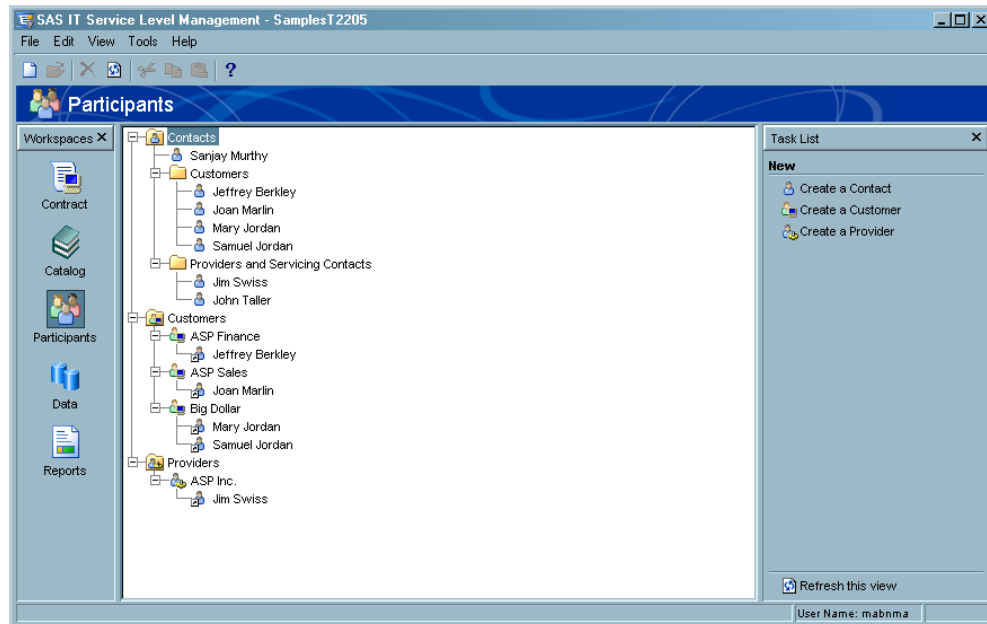 SAS IT Service Level Management - SamplesT2205
File Edit View Tools Help
?
Participants
Workspaces X
Contract
Catalog
Participants
Data
Reports
Contacts
Sanjay Murthy
Customers
Jeffrey Berkley
Joan Marlin
Mary Jordan
Samuel Jordan
Providers and Servicing Contacts
Jim Swiss
John Taller
Customers
ASP Finance
Jeffrey Berkley
ASP Sales
Joan Marlin
Big Dollar
Mary Jordan
Samuel Jordan
Providers
ASP Inc.
Jim Swiss
Task List X
New
Create a Contact
Create a Customer
Create a Provider
Refresh this view
User Name: mabnma